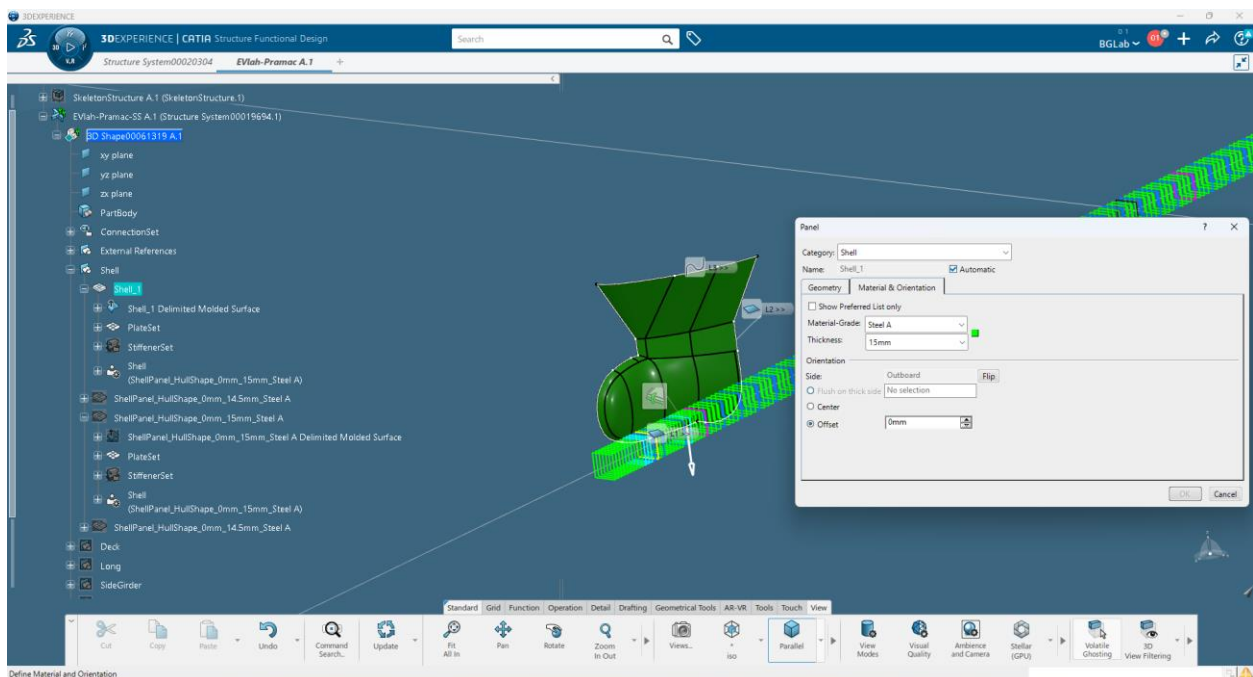 3DEXPERIENCE
3DEXPERIENCE | CATIA Structure Functional Design
Search
BGLab
Structure System00020304
EVlah-Pramac A.1
SkeletonStructure A.1 (SkeletonStructure.1)
EVlah-Pramac-SS A.1 (Structure System00019694.1)
3D Shape00061319 A.1
xy plane
yz plane
zx plane
PartBody
ConnectionSet
External References
Shell
Shell_1
Shell_1 Delimited Molded Surface
PlateSet
StiffenerSet
Shell
(ShellPanel_HullShape_0mm_15mm_Steel A)
ShellPanel_HullShape_0mm_14.5mm_Steel A
ShellPanel_HullShape_0mm_15mm_Steel A
ShellPanel_HullShape_0mm_15mm_Steel A Delimited Molded Surface
PlateSet
StiffenerSet
Shell
(ShellPanel_HullShape_0mm_15mm_Steel A)
ShellPanel_HullShape_0mm_14.5mm_Steel A
Deck
Long
SideGirder
L3 >>
L2 >>
L1 >>
Panel
Category: Shell
Name: Shell_1 Automatic
Geometry Material & Orientation
Show Preferred List only
Material-Grade: Steel A
Thickness: 15mm
Orientation
Side: Outboard Flip
Flush on thick side No selection
Center
Offset 0mm
OK Cancel
Standard Grid Function Operation Detail Drafting Geometrical Tools AR-VR Tools Touch View
Cut
Copy
Paste
Undo
Command Search...
Update
Fit All In
Pan
Rotate
Zoom In Out
Views...
iso
Parallel
View Modes
Visual Quality
Ambience and Camera
Stellar (GPU)
Volatile Ghosting
3D View Filtering
Define Material and Orientation